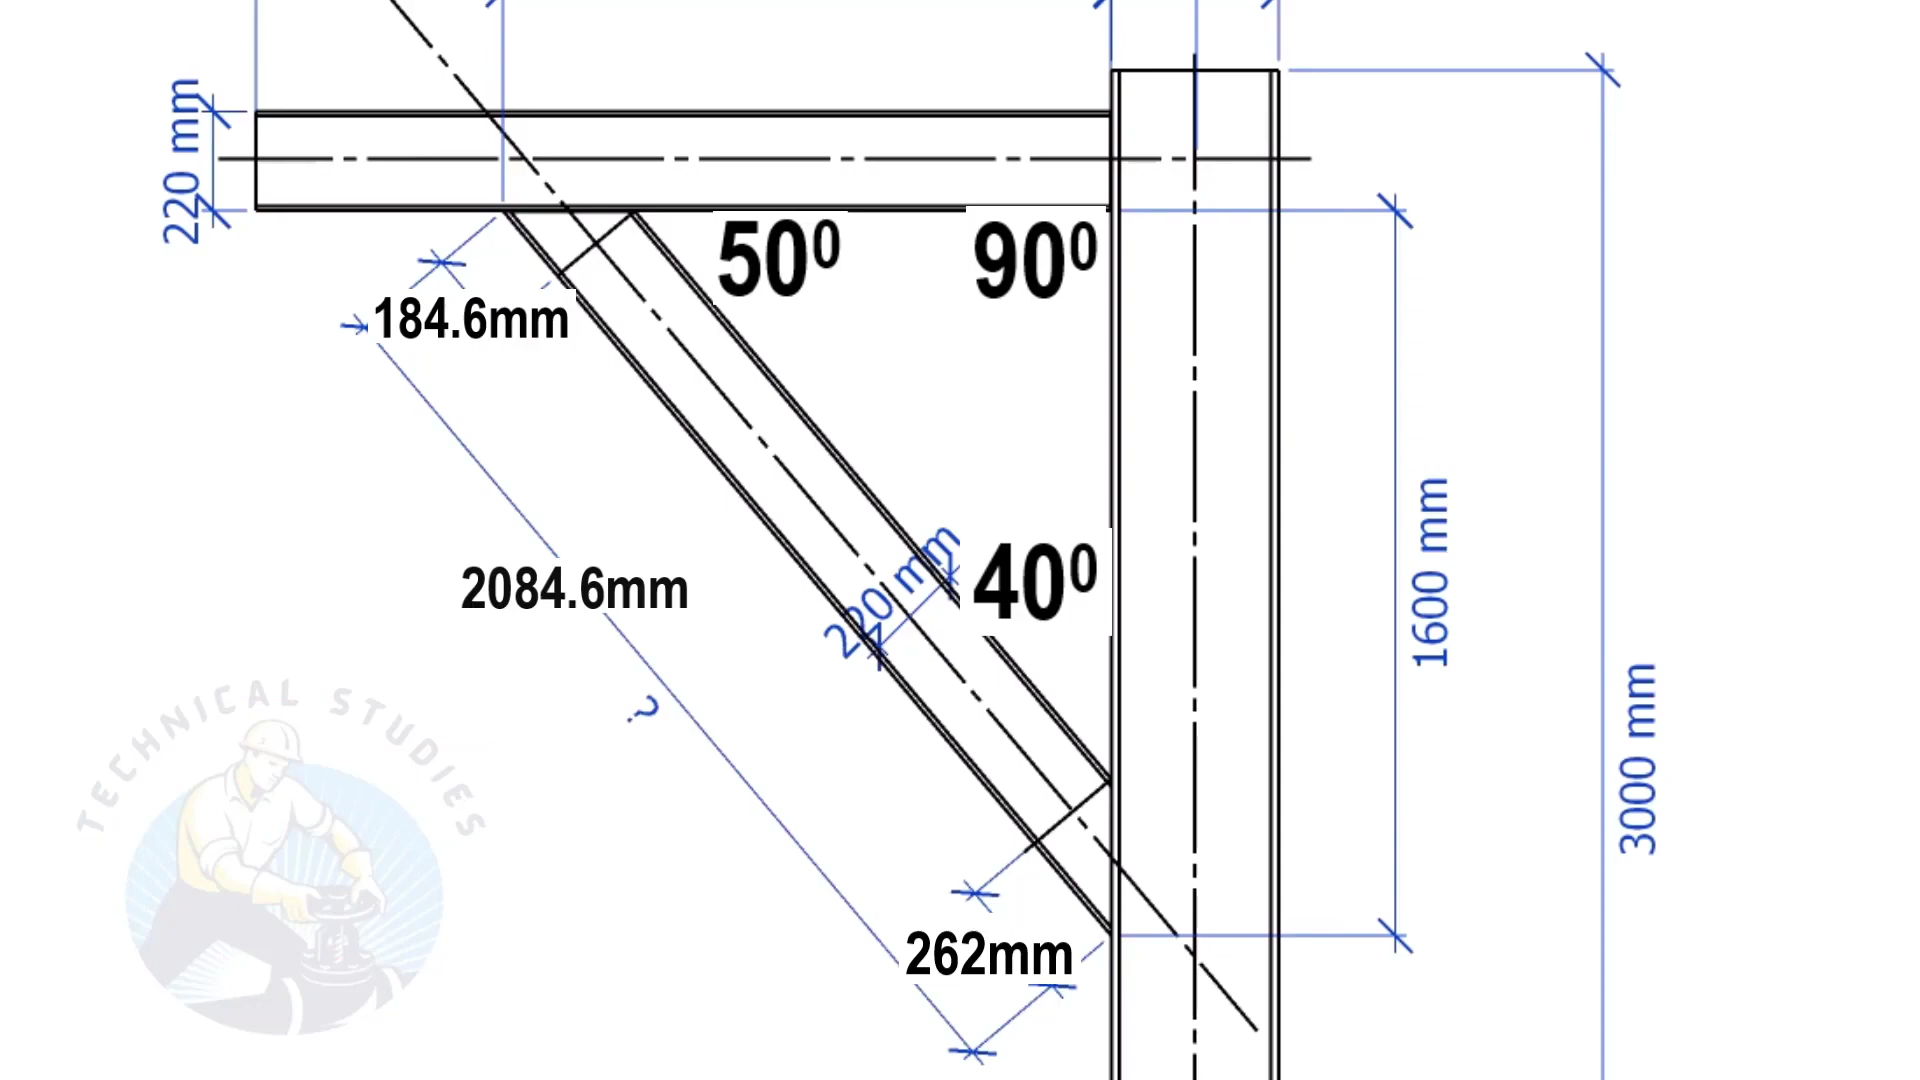 220 mm
50⁰
90⁰
184.6mm
1600 mm
220 mm
40⁰
2084.6mm
?
3000 mm
TECHNICAL STUDIES
262mm